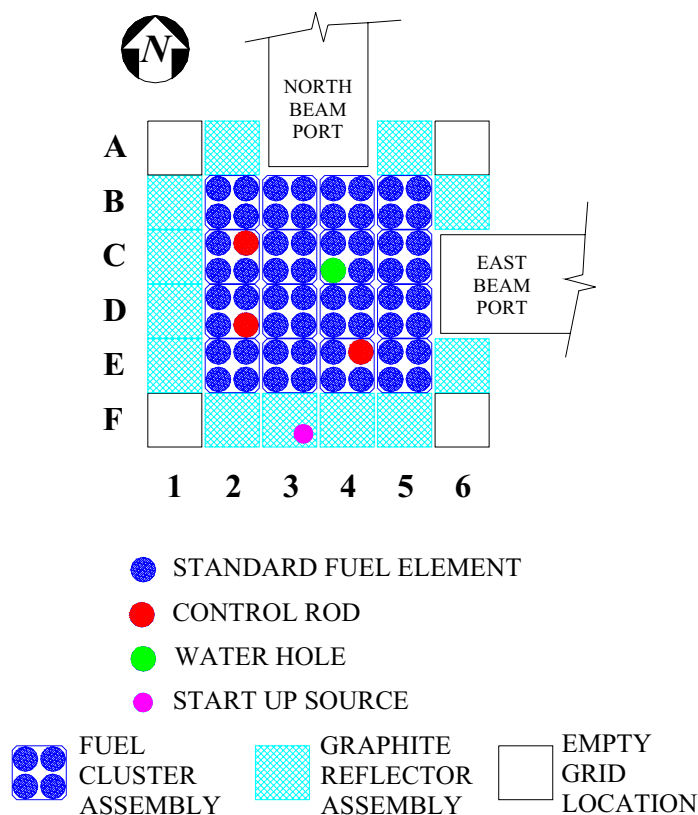 N
NORTH
BEAM
PORT
A
B
C
D
E
F
EAST
BEAM
PORT
1 2 3 4 5 6
STANDARD FUEL ELEMENT
CONTROL ROD
WATER HOLE
START UP SOURCE
FUEL
CLUSTER
ASSEMBLY
GRAPHITE
REFLECTOR
ASSEMBLY
EMPTY
GRID
LOCATION